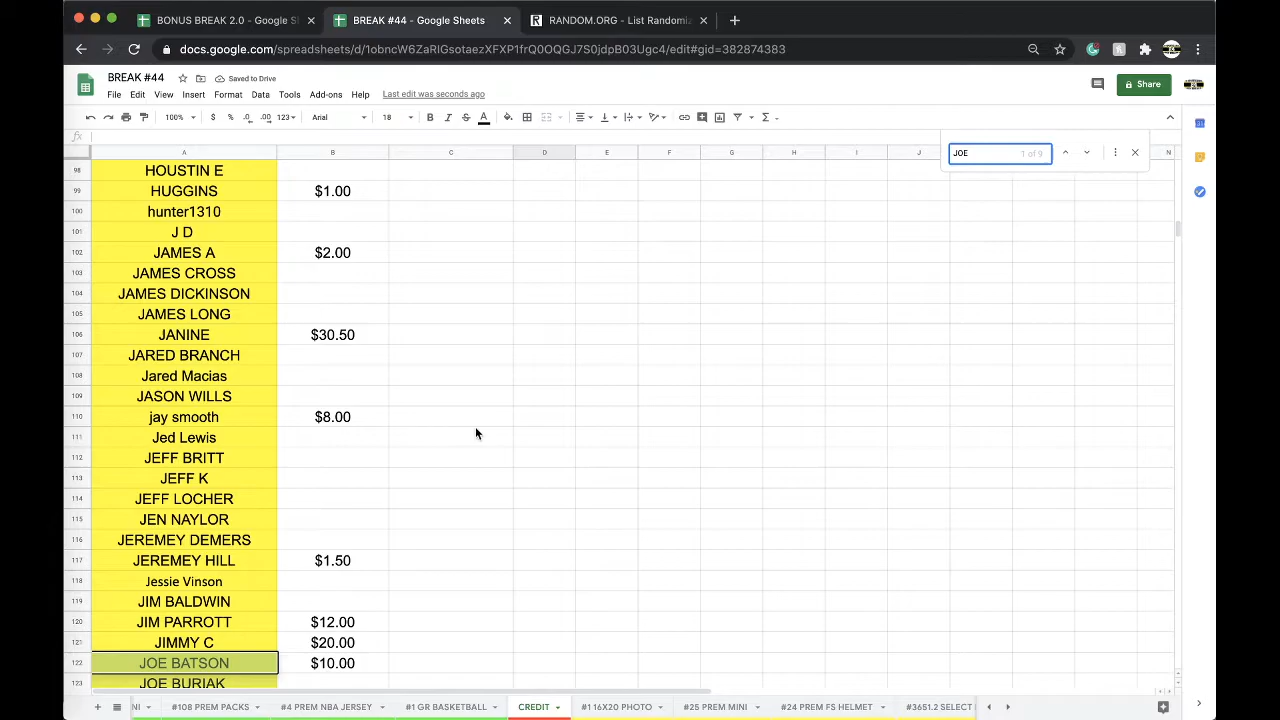 BONUS BREAK 2.0 - Google S
BREAK #44 - Google Sheets
RANDOM.ORG - List Randomiz
docs.google.com/spreadsheets/d/1obncW6ZaRIGsotaezXFXP1frQ0OQGJ7S0jdpB03Ugc4/edit#gid=382874383
BREAK #44
Saved to Drive
File Edit View Insert Format Data Tools Add-ons Help Last edit was seconds ago
Share
100% $ % .0 .00 123 Arial 18
fx
JOE 1 of 9
A B C D E F G H I J N
98 HOUSTIN E
99 HUGGINS $1.00
100 hunter1310
101 J D
102 JAMES A $2.00
103 JAMES CROSS
104 JAMES DICKINSON
105 JAMES LONG
106 JANINE $30.50
107 JARED BRANCH
108 Jared Macias
109 JASON WILLS
110 jay smooth $8.00
111 Jed Lewis
112 JEFF BRITT
113 JEFF K
114 JEFF LOCHER
115 JEN NAYLOR
116 JEREMEY DEMERS
117 JEREMEY HILL $1.50
118 Jessie Vinson
119 JIM BALDWIN
120 JIM PARROTT $12.00
121 JIMMY C $20.00
122 JOE BATSON $10.00
123 JOE BURIAK
#108 PREM PACKS #4 PREM NBA JERSEY #1 GR BASKETBALL CREDIT #1 16X20 PHOTO #25 PREM MINI #24 PREM FS HELMET #3651.2 SELECT